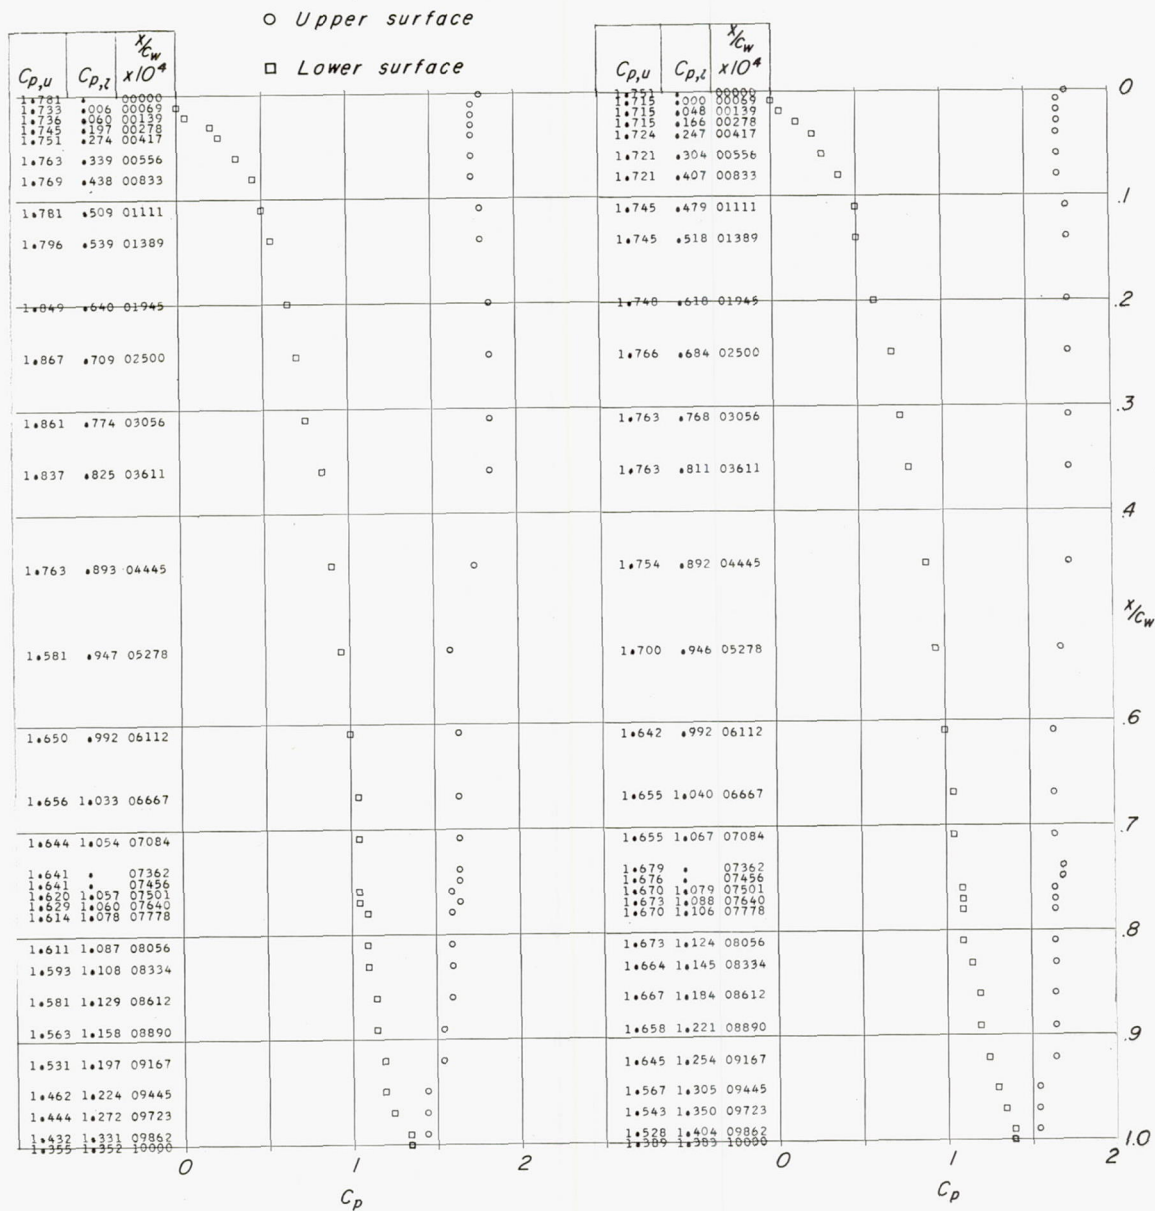 ○ Upper surface
□ Lower surface
Cp,u Cp,l x/cw ×10⁴
1.781 . 00000
1.733 .006 00069
1.736 .060 00139
1.745 .197 00278
1.751 .274 00417
1.763 .339 00556
1.769 .438 00833
1.781 .509 01111
1.796 .539 01389
1.849 .640 01945
1.867 .709 02500
1.861 .774 03056
1.837 .825 03611
1.763 .893 04445
1.581 .947 05278
1.650 .992 06112
1.656 1.033 06667
1.644 1.054 07084
1.641 . 07362
1.641 . 07456
1.620 1.057 07501
1.629 1.060 07640
1.614 1.078 07778
1.611 1.087 08056
1.593 1.108 08334
1.581 1.129 08612
1.563 1.158 08890
1.531 1.197 09167
1.462 1.224 09445
1.444 1.272 09723
1.432 1.331 09862
1.355 1.352 10000
0 1 2
Cp
Cp,u Cp,l x/cw ×10⁴
1.751 . 00000
1.715 .000 00069
1.715 .048 00139
1.715 .166 00278
1.724 .247 00417
1.721 .304 00556
1.721 .407 00833
1.745 .479 01111
1.745 .518 01389
1.748 .618 01945
1.766 .684 02500
1.763 .768 03056
1.763 .811 03611
1.754 .892 04445
1.700 .946 05278
1.642 .992 06112
1.655 1.040 06667
1.655 1.067 07084
1.679 . 07362
1.676 . 07456
1.670 1.079 07501
1.673 1.088 07640
1.670 1.106 07778
1.673 1.124 08056
1.664 1.145 08334
1.667 1.184 08612
1.658 1.221 08890
1.645 1.254 09167
1.567 1.305 09445
1.543 1.350 09723
1.528 1.404 09862
1.389 1.389 10000
0 1 2
Cp
0
.1
.2
.3
.4
x/cw
.6
.7
.8
.9
1.0